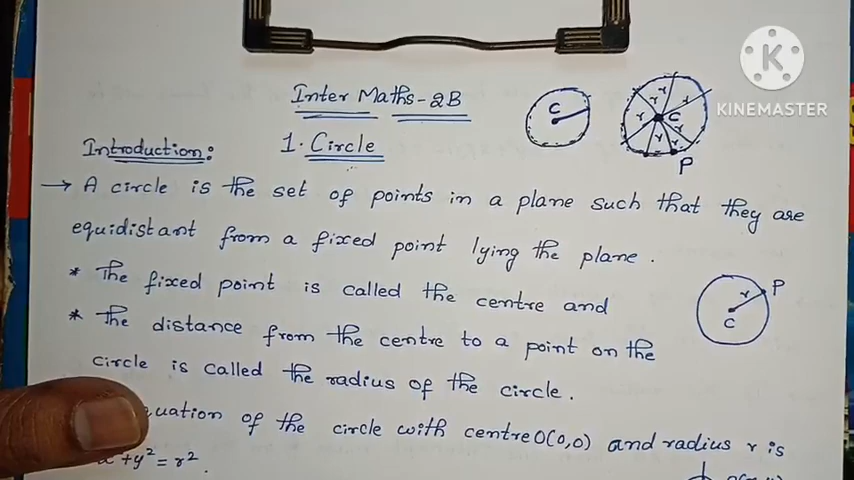 Inter Maths-2B
1. Circle
Introduction:
→ A circle is the set of points in a plane such that they are
equidistant from a fixed point lying the plane.
* The fixed point is called the centre and
* The distance from the centre to a point on the
circle is called the radius of the circle.
of the circle with centre O(0,0) and radius r is
+y² = r².
C
C
r
r
r
r
r
r
r
P
C
r
P
K
KINEMASTER